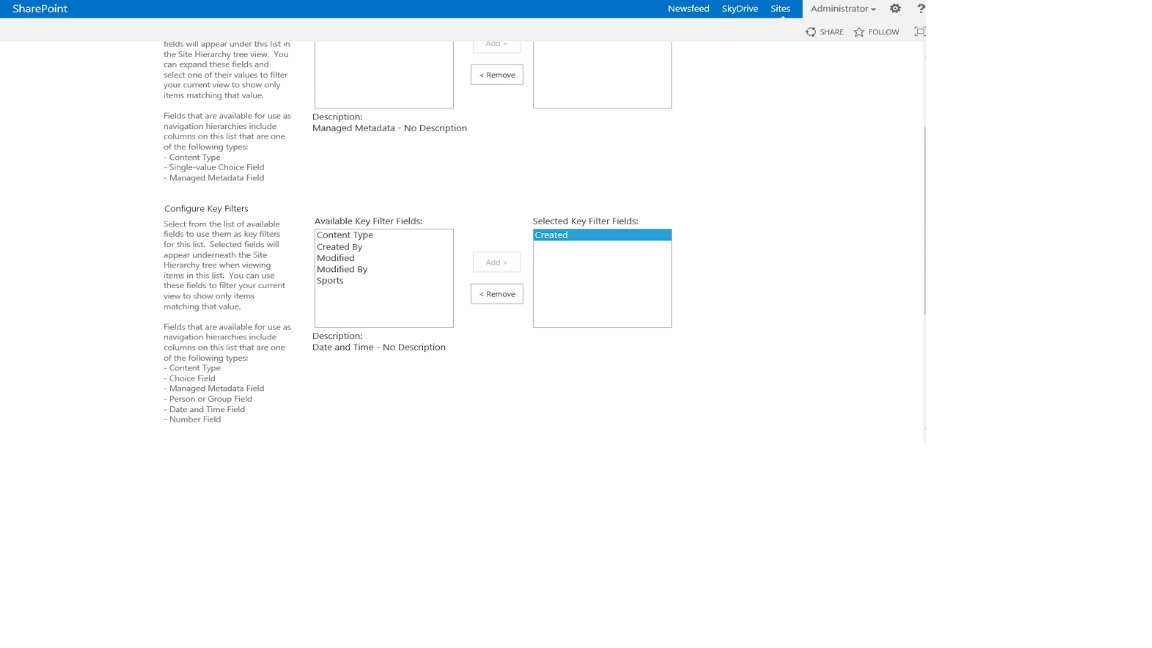 SharePoint
Newsfeed SkyDrive Sites Administrator ?
SHARE FOLLOW
fields will appear under this list in
the Site Hierarchy tree view. You
can expand these fields and
select one of their values to filter
your current view to show only
items matching that value.
Add >
< Remove
Description:
Managed Metadata - No Description
Fields that are available for use as
navigation hierarchies include
columns on this list that are one
of the following types:
- Content Type
- Single-value Choice Field
- Managed Metadata Field
Configure Key Filters
Select from the list of available
fields to use them as key filters
for this list. Selected fields will
appear underneath the Site
Hierarchy tree when viewing
items in this list. You can use
these fields to filter your current
view to show only items
matching that value.
Fields that are available for use as
navigation hierarchies include
columns on this list that are one
of the following types:
- Content Type
- Choice Field
- Managed Metadata Field
- Person or Group Field
- Date and Time Field
- Number Field
Available Key Filter Fields:
Content Type
Created By
Modified
Modified By
Sports
Add >
< Remove
Selected Key Filter Fields:
Created
Description:
Date and Time - No Description